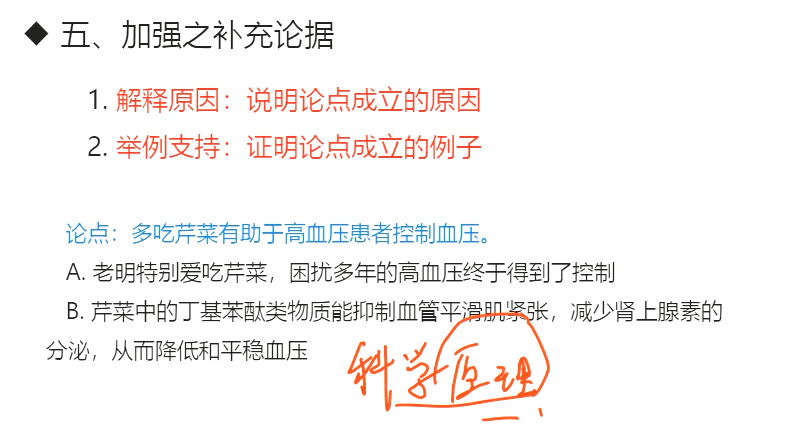 ◆ 五、加强之补充论据
1. 解释原因：说明论点成立的原因
2. 举例支持：证明论点成立的例子
论点：多吃芹菜有助于高血压患者控制血压。
A. 老明特别爱吃芹菜，困扰多年的高血压终于得到了控制
B. 芹菜中的丁基苯酞类物质能抑制血管平滑肌紧张，减少肾上腺素的
分泌，从而降低和平稳血压
科学原理